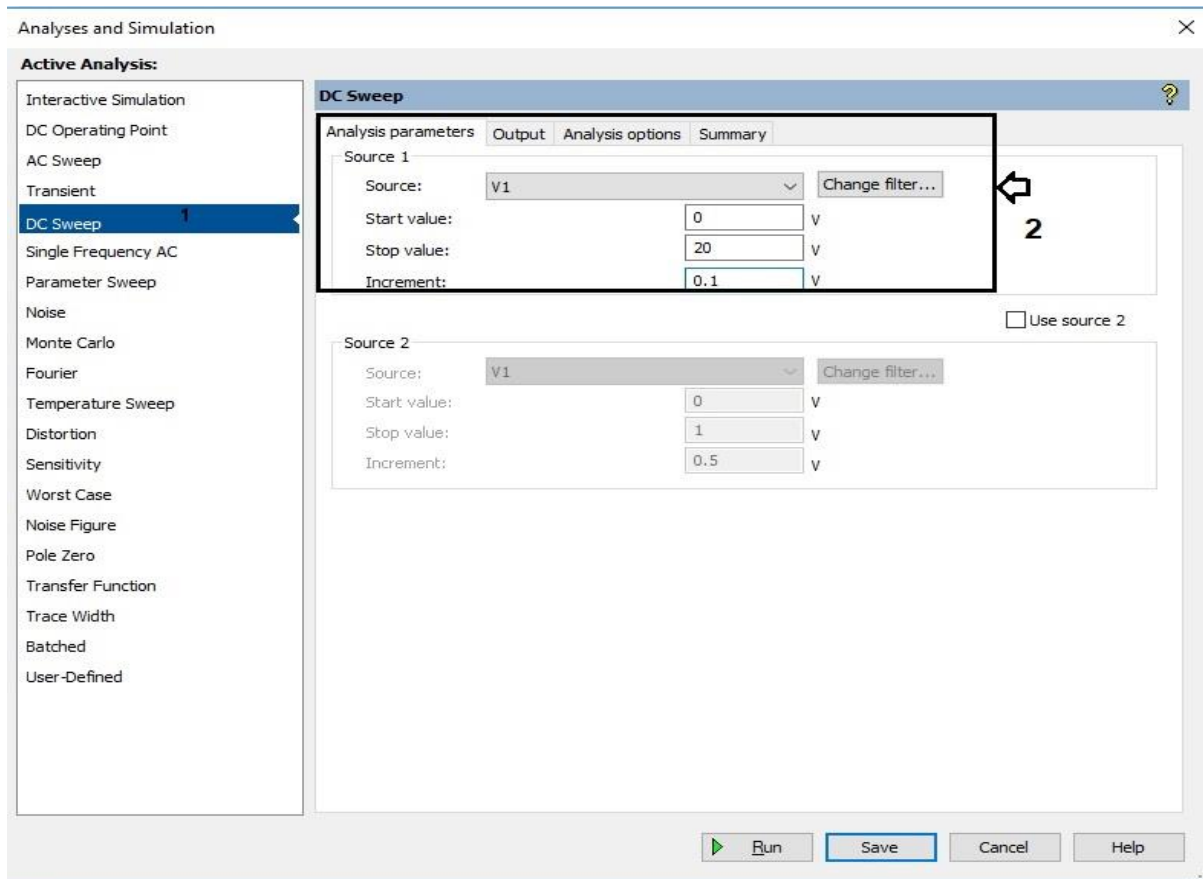 Analyses and Simulation
Active Analysis:
Interactive Simulation
DC Operating Point
AC Sweep
Transient
DC Sweep 1
Single Frequency AC
Parameter Sweep
Noise
Monte Carlo
Fourier
Temperature Sweep
Distortion
Sensitivity
Worst Case
Noise Figure
Pole Zero
Transfer Function
Trace Width
Batched
User-Defined
DC Sweep
Analysis parameters Output Analysis options Summary
Source 1
Source: V1 Change filter...
Start value: 0 V
Stop value: 20 V
Increment: 0.1 V
2
Use source 2
Source 2
Source: V1 Change filter...
Start value: 0 V
Stop value: 1 V
Increment: 0.5 V
Run Save Cancel Help